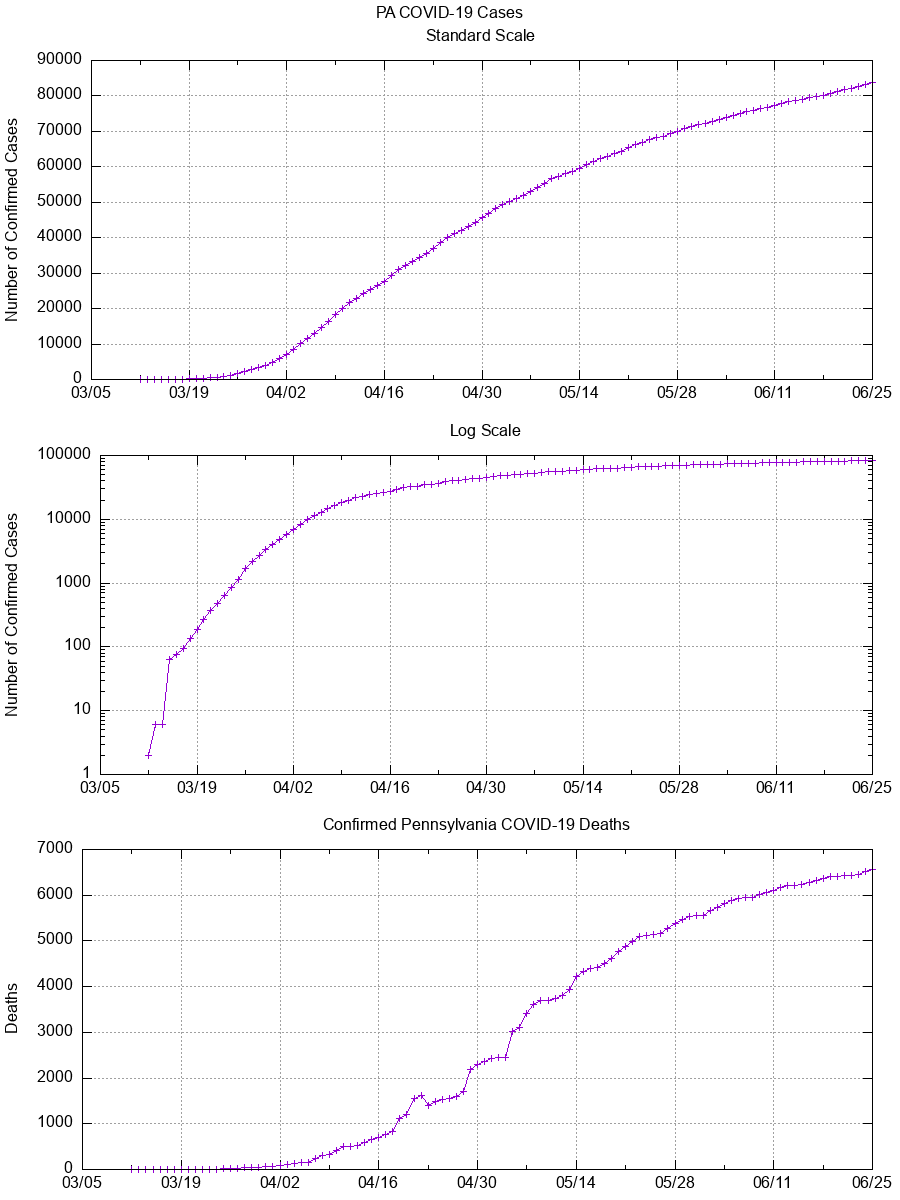 PA COVID-19 Cases
Standard Scale
90000
80000
70000
60000
50000
40000
30000
20000
10000
0
Number of Confirmed Cases
03/05 03/19 04/02 04/16 04/30 05/14 05/28 06/11 06/25
Log Scale
100000
10000
1000
100
10
1
Number of Confirmed Cases
03/05 03/19 04/02 04/16 04/30 05/14 05/28 06/11 06/25
Confirmed Pennsylvania COVID-19 Deaths
7000
6000
5000
4000
3000
2000
1000
0
Deaths
03/05 03/19 04/02 04/16 04/30 05/14 05/28 06/11 06/25